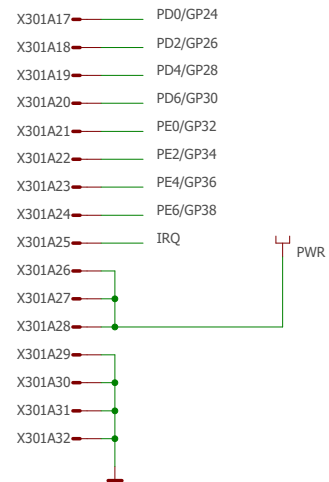 X301A17 PD0/GP24
X301A18 PD2/GP26
X301A19 PD4/GP28
X301A20 PD6/GP30
X301A21 PE0/GP32
X301A22 PE2/GP34
X301A23 PE4/GP36
X301A24 PE6/GP38
X301A25 IRQ
PWR
X301A26
X301A27
X301A28
X301A29
X301A30
X301A31
X301A32